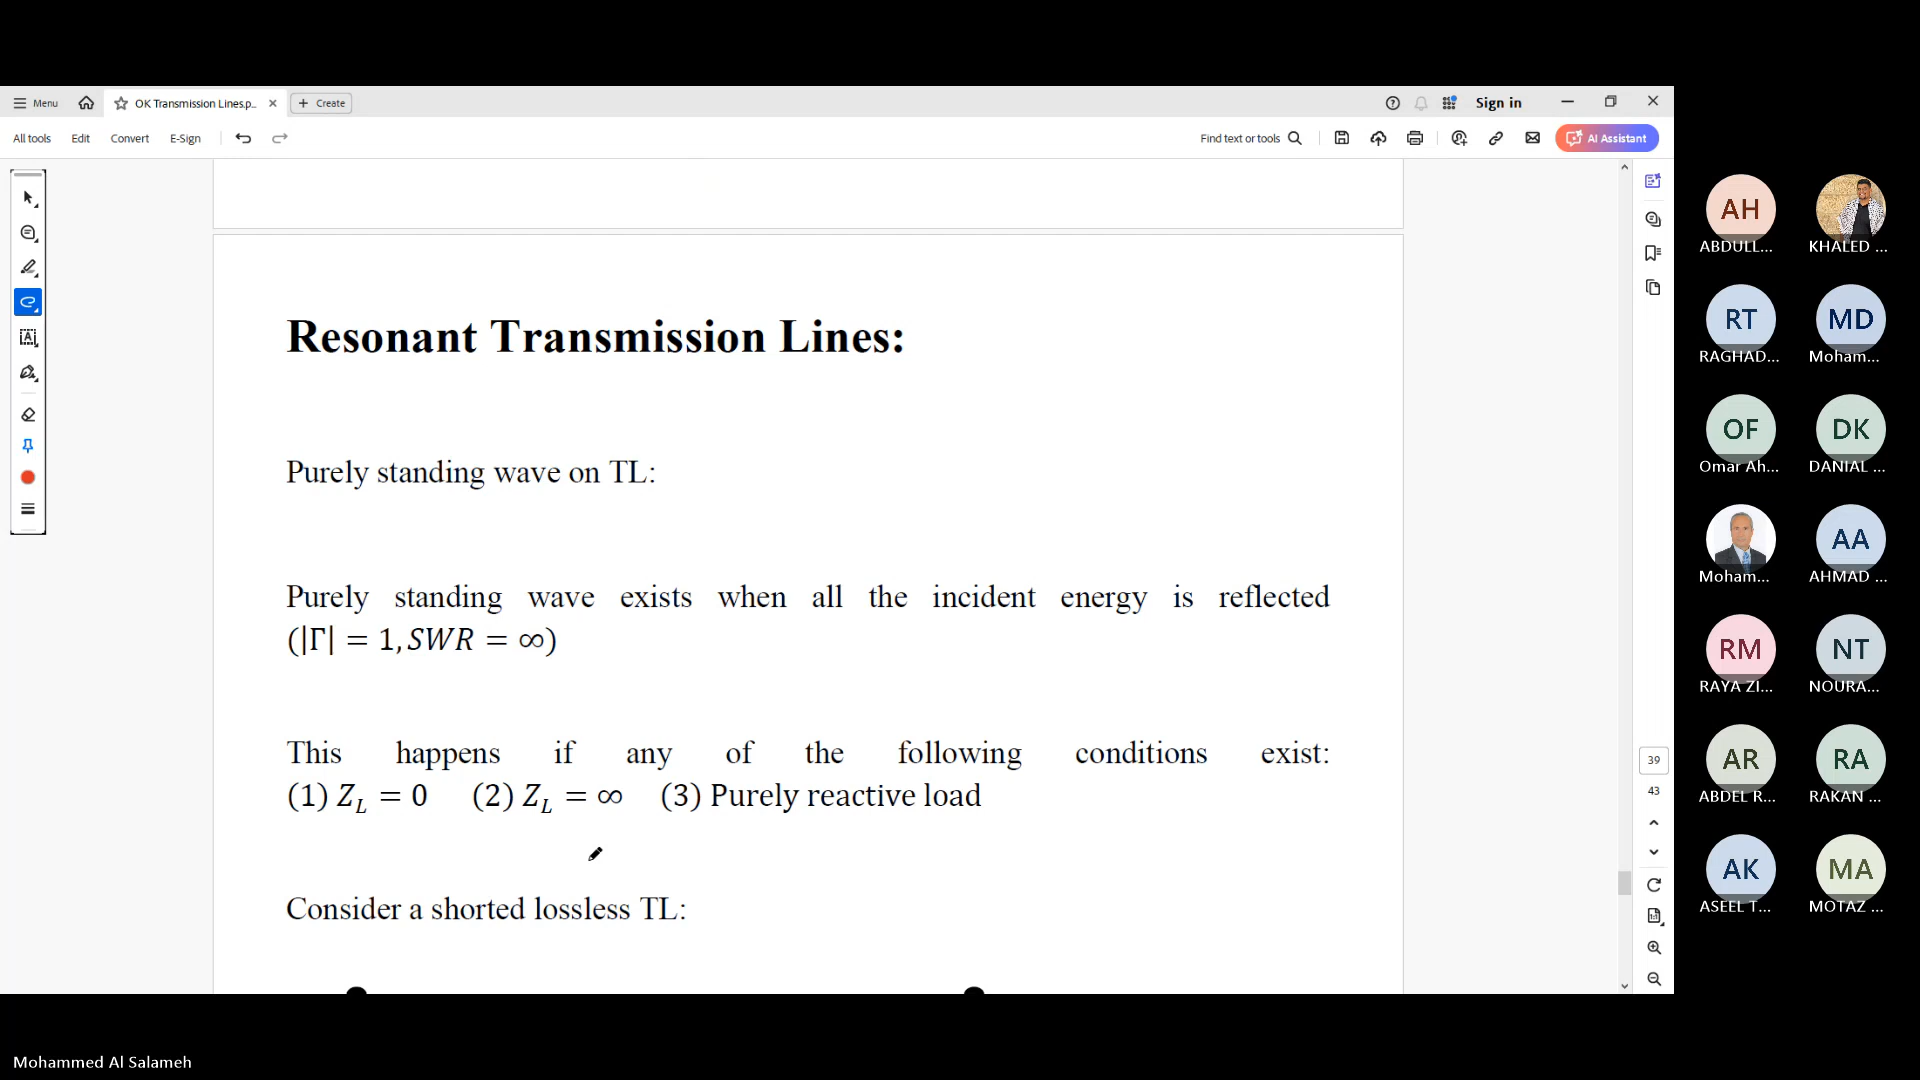 Menu
OK Transmission Lines.p...
Create
Sign in
All tools
Edit
Convert
E-Sign
Find text or tools
AI Assistant
Resonant Transmission Lines:
Purely standing wave on TL:
Purely standing wave exists when all the incident energy is reflected
(|Γ| = 1, SWR = ∞)
This happens if any of the following conditions exist:
(1) Z_L = 0 (2) Z_L = ∞ (3) Purely reactive load
Consider a shorted lossless TL:
39
43
AH
ABDULL...
KHALED ...
RT
RAGHAD...
MD
Moham...
OF
Omar Ah...
DK
DANIAL ...
Moham...
AA
AHMAD ...
RM
RAYA ZI...
NT
NOURA...
AR
ABDEL R...
RA
RAKAN ...
AK
ASEEL T...
MA
MOTAZ ...
Mohammed Al Salameh